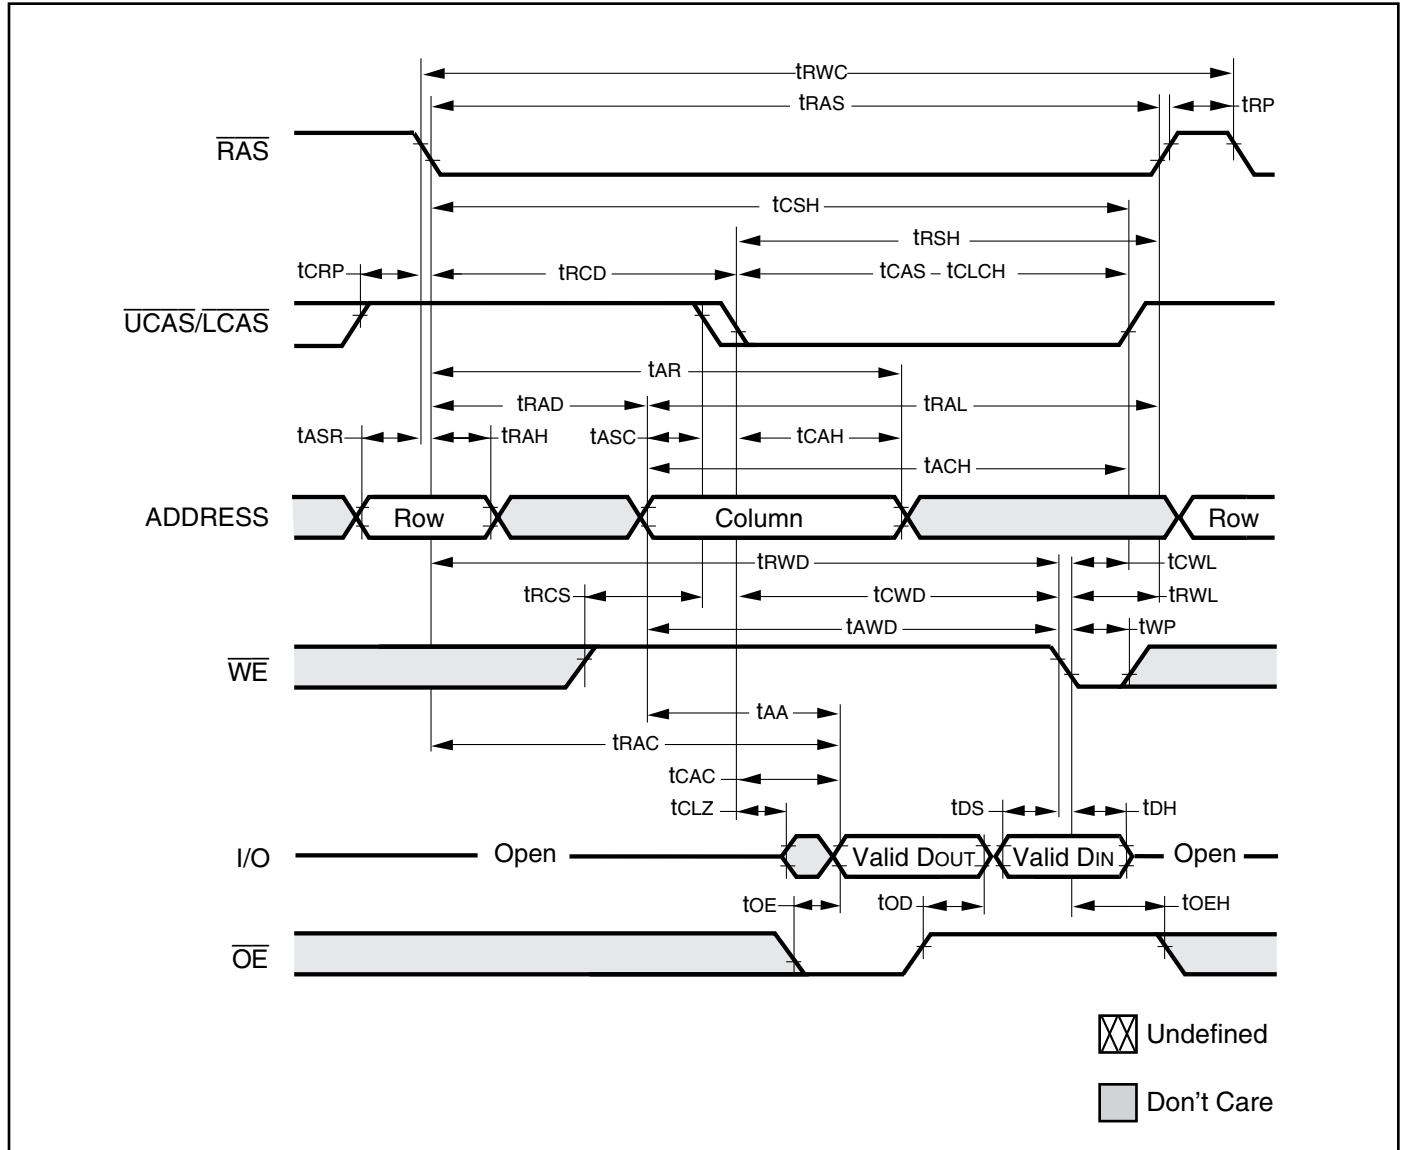 tRWC
tRAS
tRP
RAS
tCSH
tRSH
tCRP
tRCD
tCAS – tCLCH
UCAS/LCAS
tAR
tRAD
tRAL
tASR
tRAH
tASC
tCAH
tACH
ADDRESS
Row
Column
Row
tRWD
tCWL
tRCS
tCWD
tRWL
tAWD
tWP
WE
tAA
tRAC
tCAC
tCLZ
tDS
tDH
I/O
Open
Valid DOUT
Valid DIN
Open
tOE
tOD
tOEH
OE
Undefined
Don't Care